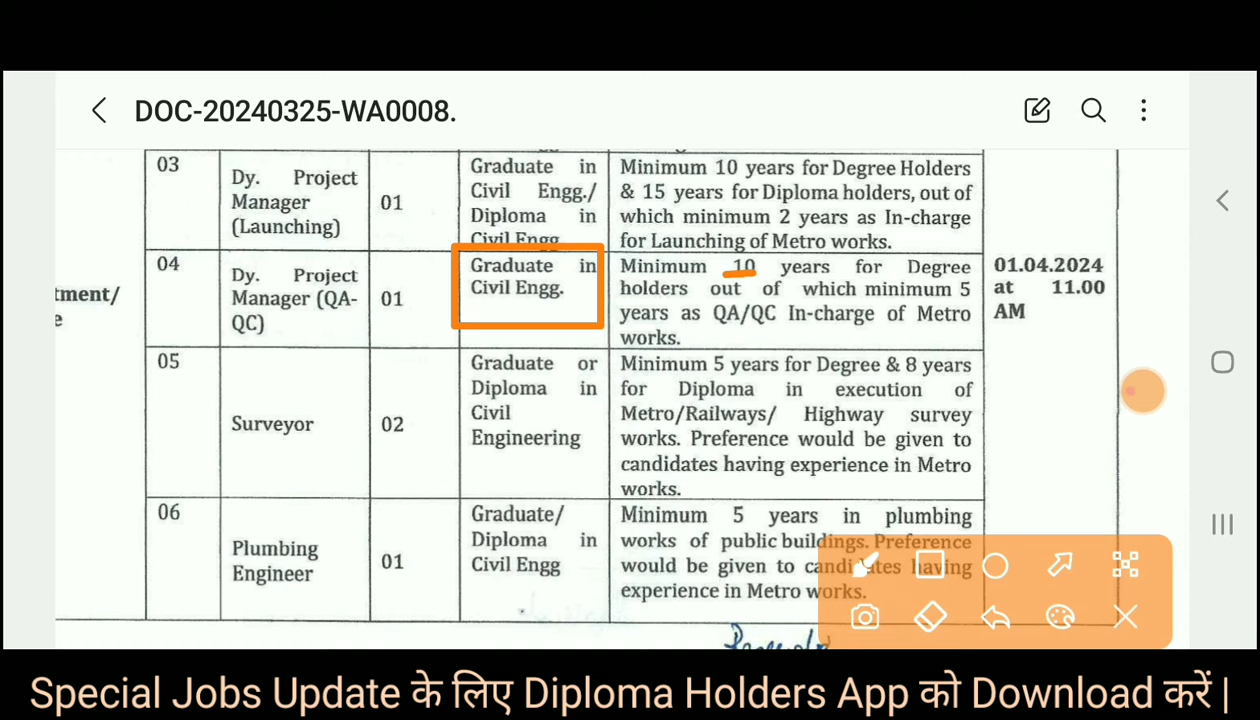 DOC-20240325-WA0008.
03
Dy. Project
Manager
(Launching)
01
Graduate in
Civil Engg./
Diploma in
Civil Engg
Minimum 10 years for Degree Holders
& 15 years for Diploma holders, out of
which minimum 2 years as In-charge
for Launching of Metro works.
tment/
e
04
Dy. Project
Manager (QA-
QC)
01
Graduate in
Civil Engg.
Minimum 10 years for Degree
holders out of which minimum 5
years as QA/QC In-charge of Metro
works.
01.04.2024
at 11.00
AM
05
Surveyor
02
Graduate or
Diploma in
Civil
Engineering
Minimum 5 years for Degree & 8 years
for Diploma in execution of
Metro/Railways/ Highway survey
works. Preference would be given to
candidates having experience in Metro
works.
06
Plumbing
Engineer
01
Graduate/
Diploma in
Civil Engg
Minimum 5 years in plumbing
works of public buildings. Preference
would be given to candidates having
experience in Metro works.
Special Jobs Update के लिए Diploma Holders App को Download करें |